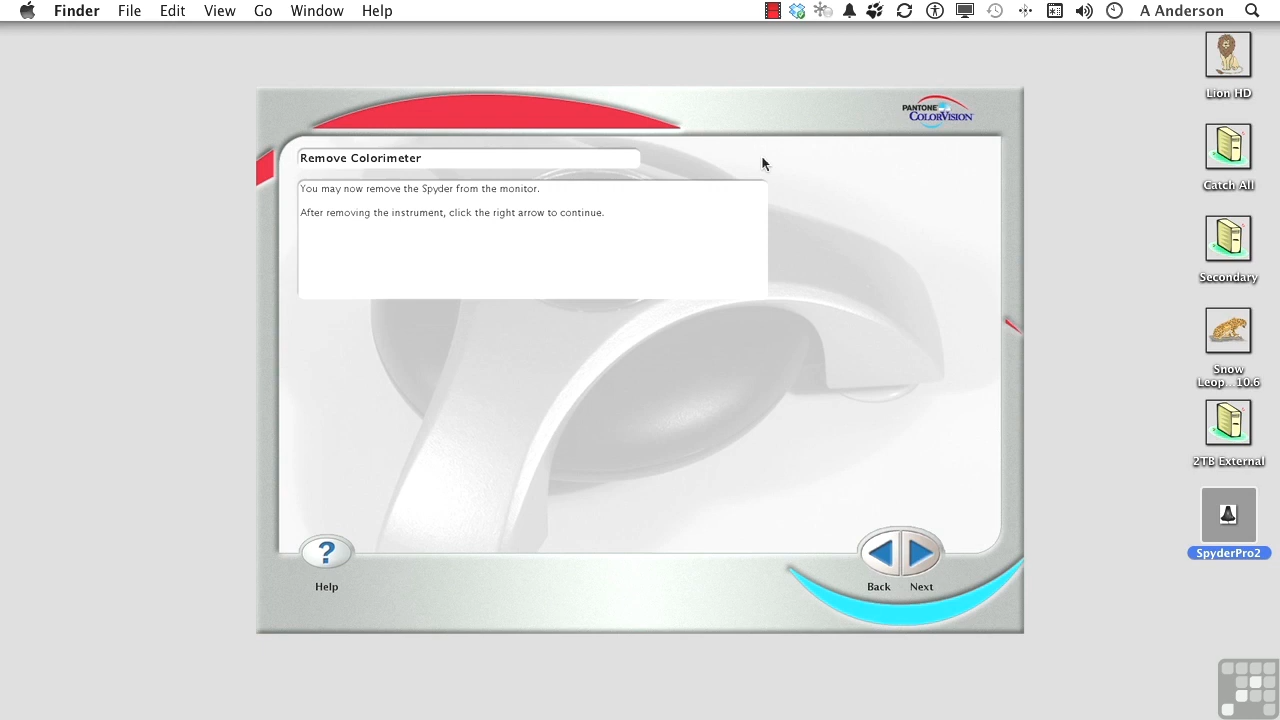 Finder File Edit View Go Window Help A Anderson
PANTONE
COLORVISION
Remove Colorimeter
You may now remove the Spyder from the monitor.
After removing the instrument, click the right arrow to continue.
Help
Back Next
Lion HD
Catch All
Secondary
Snow
Leop...10.6
2TB External
SpyderPro2